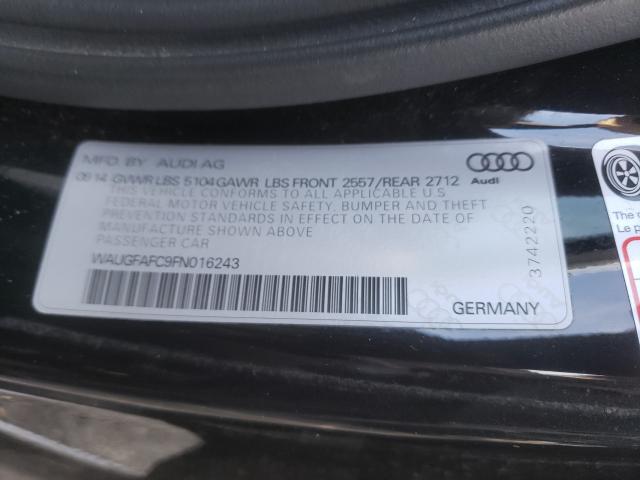 MFD. BY AUDI AG
09 14 GVWR LBS 5104 GAWR LBS FRONT 2557/REAR 2712
THIS VEHICLE CONFORMS TO ALL APPLICABLE U.S
FEDERAL MOTOR VEHICLE SAFETY, BUMPER AND THEFT
PREVENTION STANDARDS IN EFFECT ON THE DATE OF
MANUFACTURE SHOWN ABOVE
PASSENGER CAR
WAUGFAFC9FN016243
Audi
3742220
GERMANY
The
Le